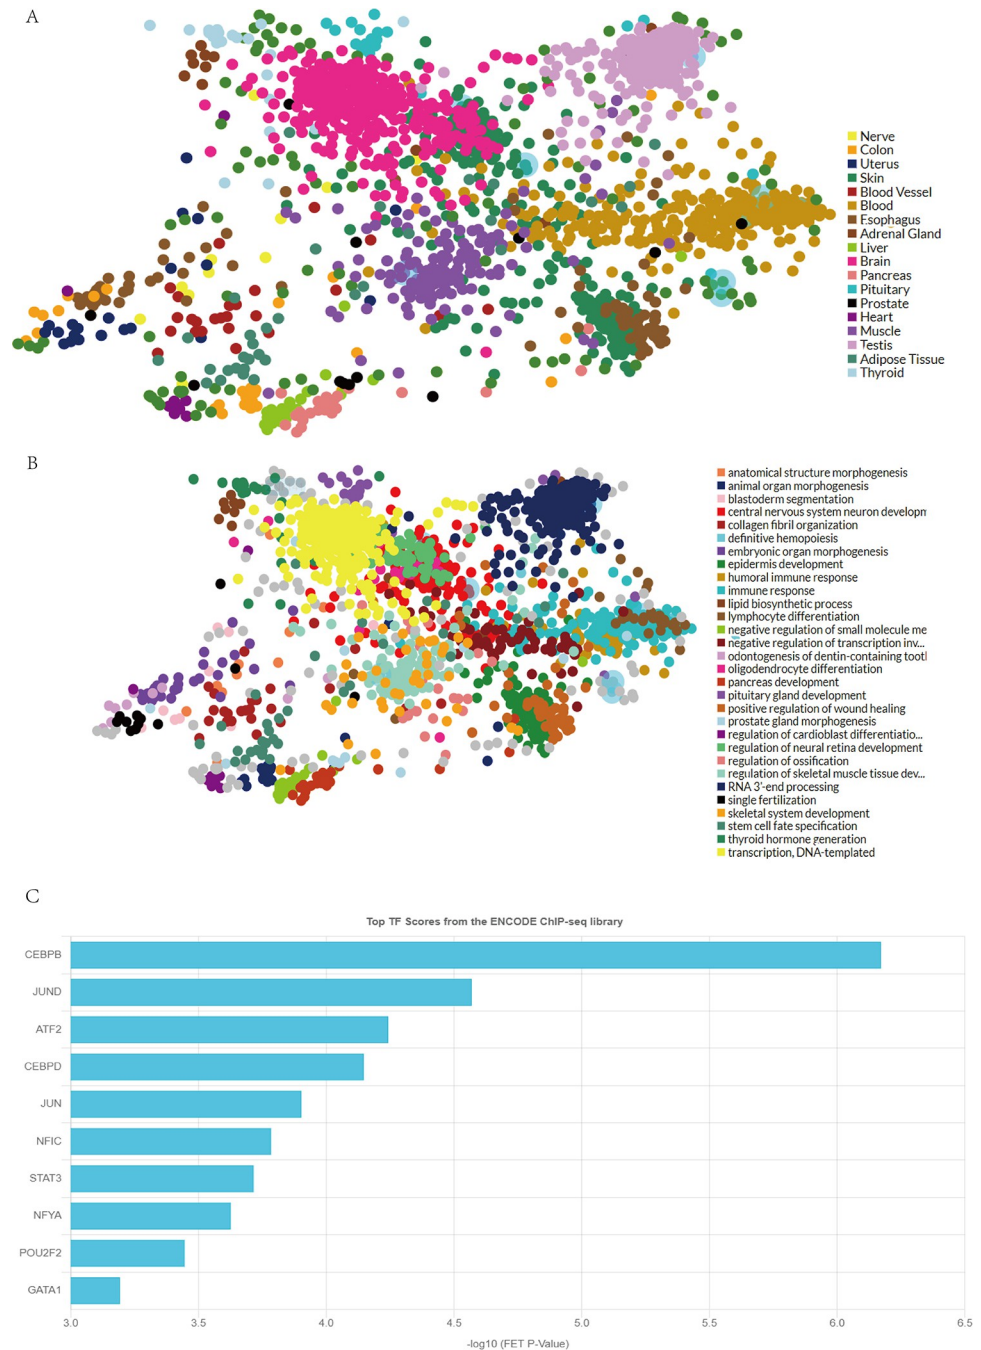 A
Nerve
Colon
Uterus
Skin
Blood Vessel
Blood
Esophagus
Adrenal Gland
Liver
Brain
Pancreas
Pituitary
Prostate
Heart
Muscle
Testis
Adipose Tissue
Thyroid
B
anatomical structure morphogenesis
animal organ morphogenesis
blastoderm segmentation
central nervous system neuron developm
collagen fibril organization
definitive hemopoiesis
embryonic organ morphogenesis
epidermis development
humoral immune response
immune response
lipid biosynthetic process
lymphocyte differentiation
negative regulation of small molecule me
negative regulation of transcription inv...
odontogenesis of dentin-containing tootl
oligodendrocyte differentiation
pancreas development
pituitary gland development
positive regulation of wound healing
prostate gland morphogenesis
regulation of cardioblast differentiatio...
regulation of neural retina development
regulation of ossification
regulation of skeletal muscle tissue dev...
RNA 3'-end processing
single fertilization
skeletal system development
stem cell fate specification
thyroid hormone generation
transcription, DNA-templated
C
Top TF Scores from the ENCODE ChIP-seq library
CEBPB
JUND
ATF2
CEBPD
JUN
NFIC
STAT3
NFYA
POU2F2
GATA1
3.0 3.5 4.0 4.5 5.0 5.5 6.0 6.5
-log10 (FET P-Value)